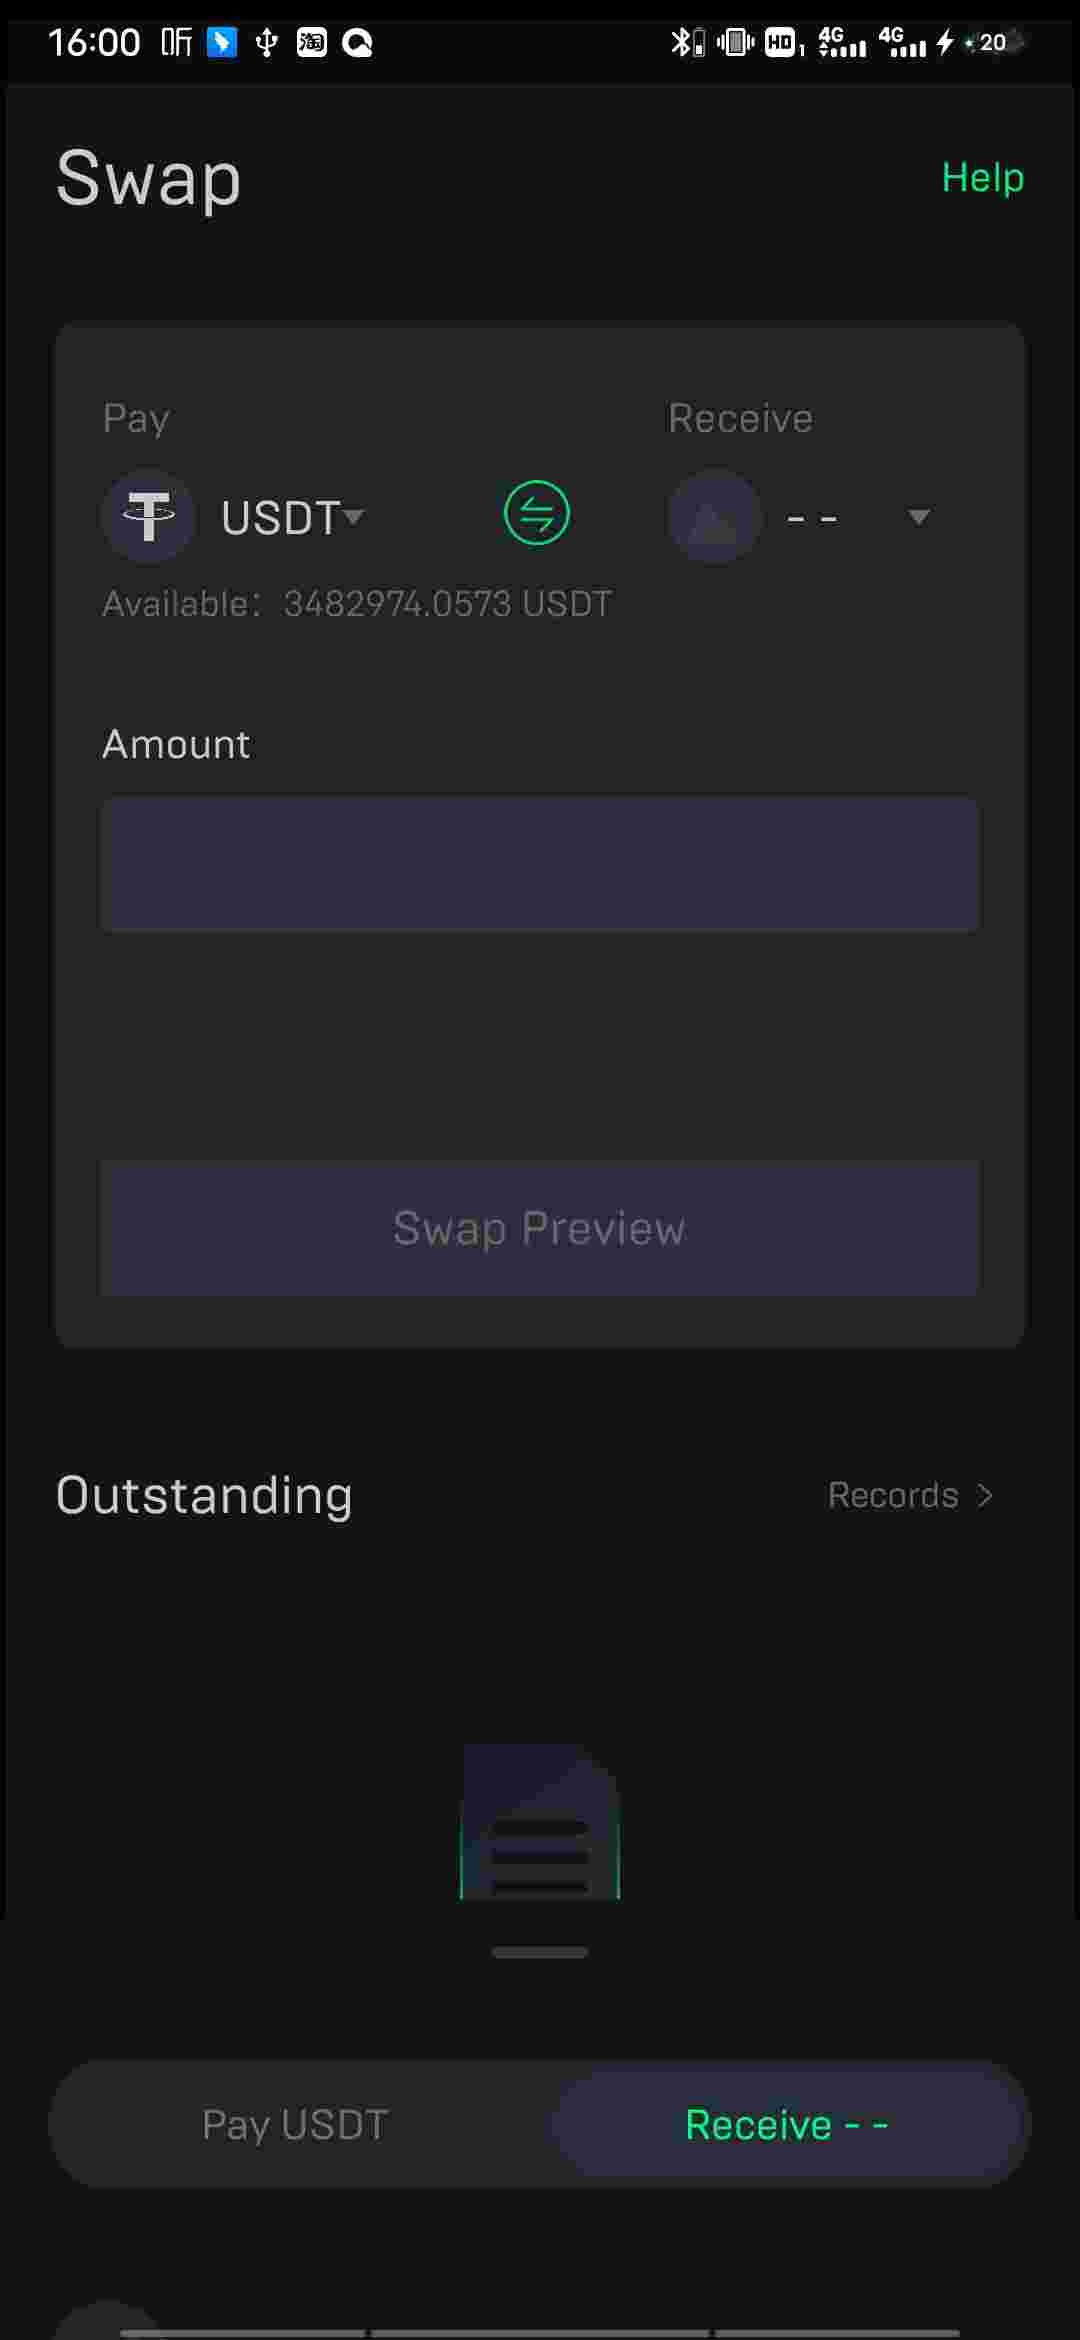 16:00 听 淘 HD 1 4G 4G 20
Swap
Help
Pay
Receive
USDT
- -
Available: 3482974.0573 USDT
Amount
Swap Preview
Outstanding
Records >
Pay USDT
Receive - -